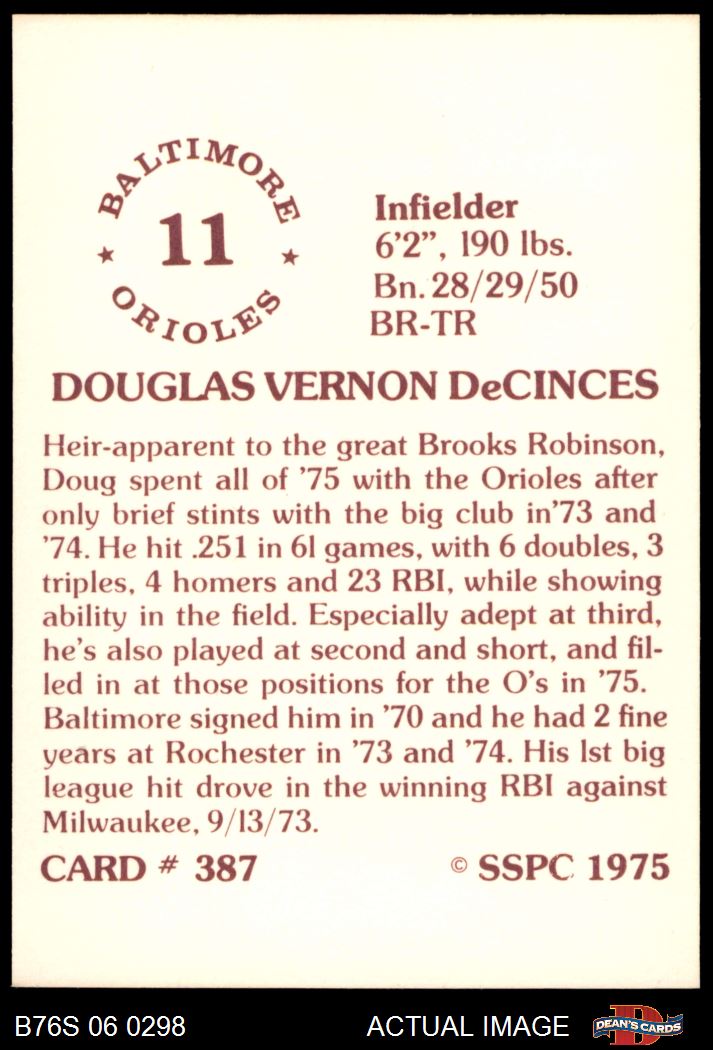 BALTIMORE
★ 11 ★
ORIOLES
Infielder
6'2”, 190 lbs.
Bn. 28/29/50
BR-TR
DOUGLAS VERNON DeCINCES
Heir-apparent to the great Brooks Robinson,
Doug spent all of '75 with the Orioles after
only brief stints with the big club in'73 and
'74. He hit .251 in 61 games, with 6 doubles, 3
triples, 4 homers and 23 RBI, while showing
ability in the field. Especially adept at third,
he's also played at second and short, and fil-
led in at those positions for the O's in '75.
Baltimore signed him in '70 and he had 2 fine
years at Rochester in '73 and '74. His 1st big
league hit drove in the winning RBI against
Milwaukee, 9/13/73.
CARD # 387 © SSPC 1975
B76S 06 0298 ACTUAL IMAGE D DEAN'S CARDS